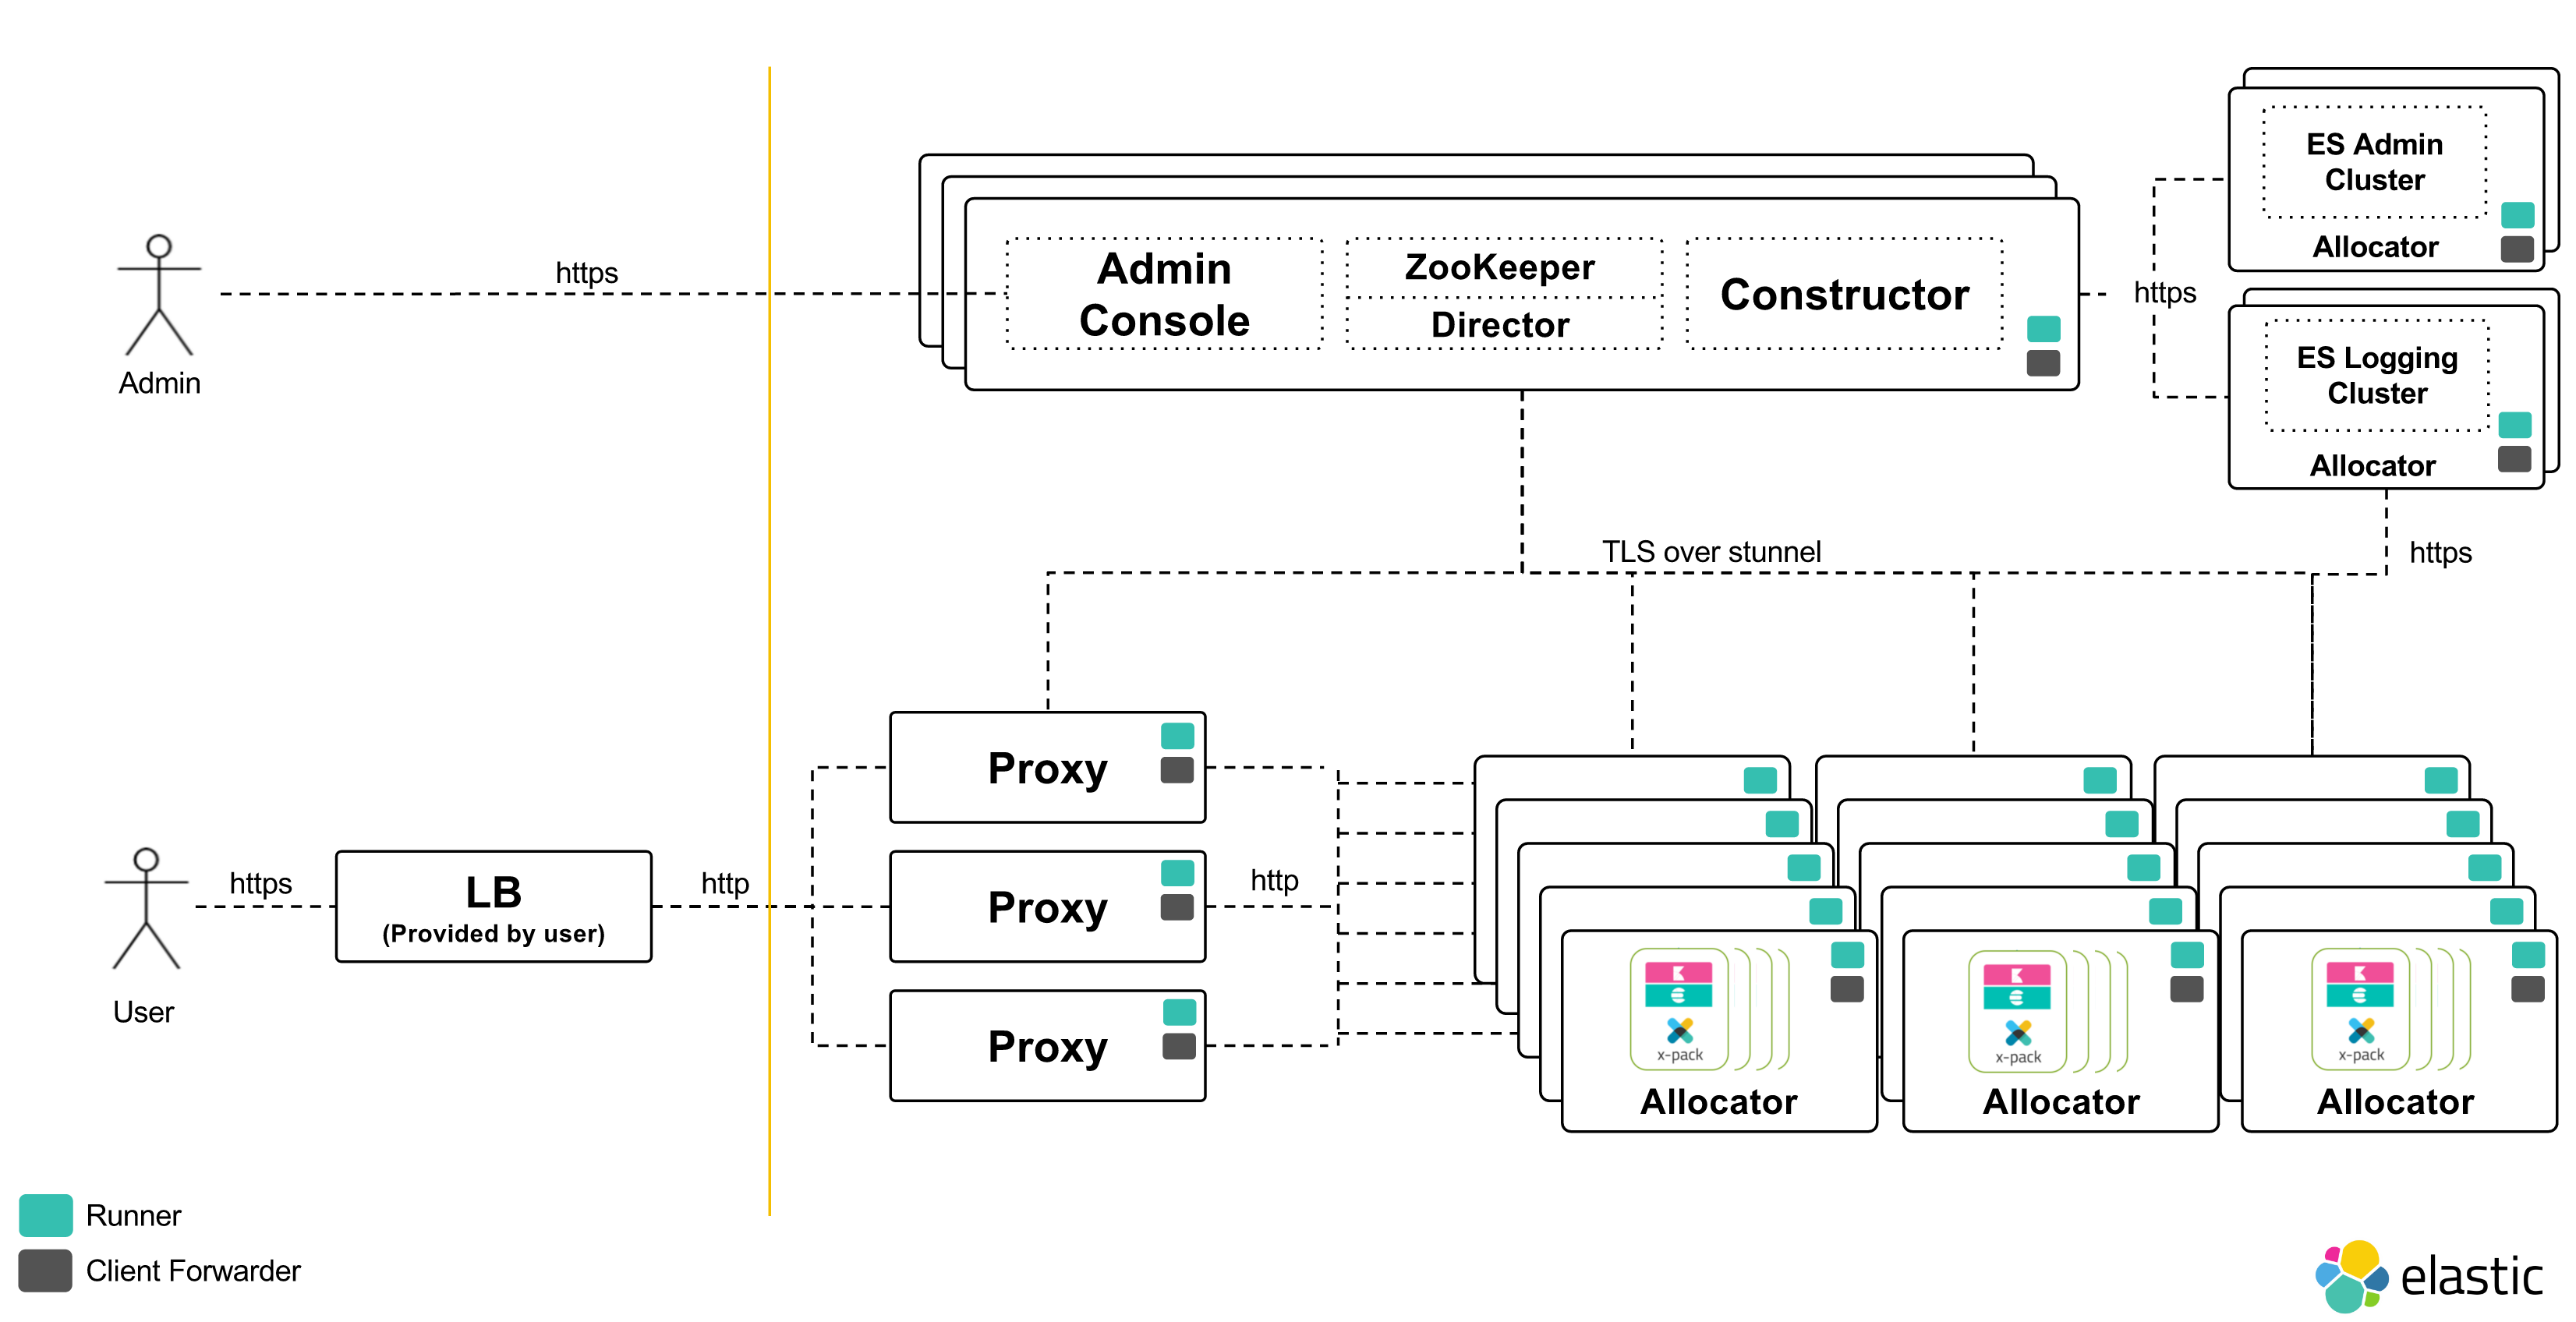 Admin
https
Admin
Console
ZooKeeper
Director
Constructor
https
ES Admin
Cluster
Allocator
ES Logging
Cluster
Allocator
TLS over stunnel
https
User
https
LB
(Provided by user)
http
Proxy
Proxy
Proxy
http
x-pack
Allocator
x-pack
Allocator
x-pack
Allocator
Runner
Client Forwarder
elastic